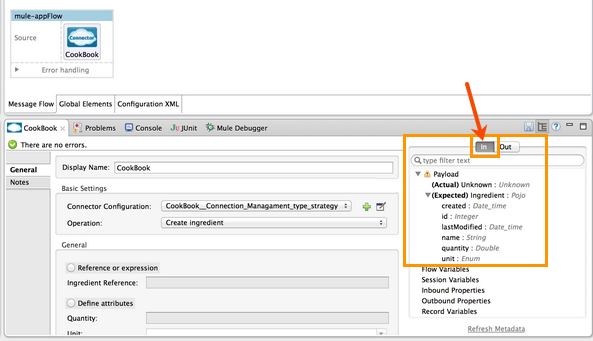 mule-appFlow
Source
Connector
CookBook
Error handling
Message Flow
Global Elements
Configuration XML
CookBook
Problems
Console
JU JUnit
Mule Debugger
There are no errors.
General
Notes
Display Name:
CookBook
Basic Settings
Connector Configuration:
CookBook__Connection_Managament_type_strategy
Operation:
Create ingredient
General
Reference or expression
Ingredient Reference:
Define attributes
Quantity:
Unit:
In
Out
type filter text
Payload
(Actual) Unknown : Unknown
(Expected) Ingredient : Pojo
created : Date_time
id : Integer
lastModified : Date_time
name : String
quantity : Double
unit : Enum
Flow Variables
Session Variables
Inbound Properties
Outbound Properties
Record Variables
Refresh Metadata